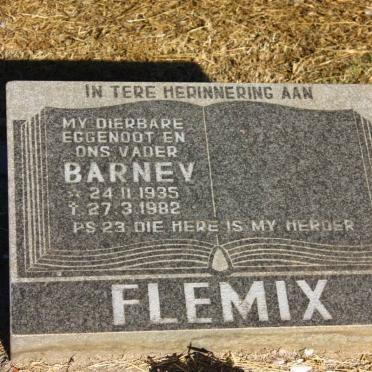 IN TERE HERINNERING AAN
MY DIERBARE
EGGENOOT EN
ONS VADER
BARNEY
☆ 24.11.1935
† 27.3.1982
PS 23 DIE HERE IS MY HERDER
FLEMIX